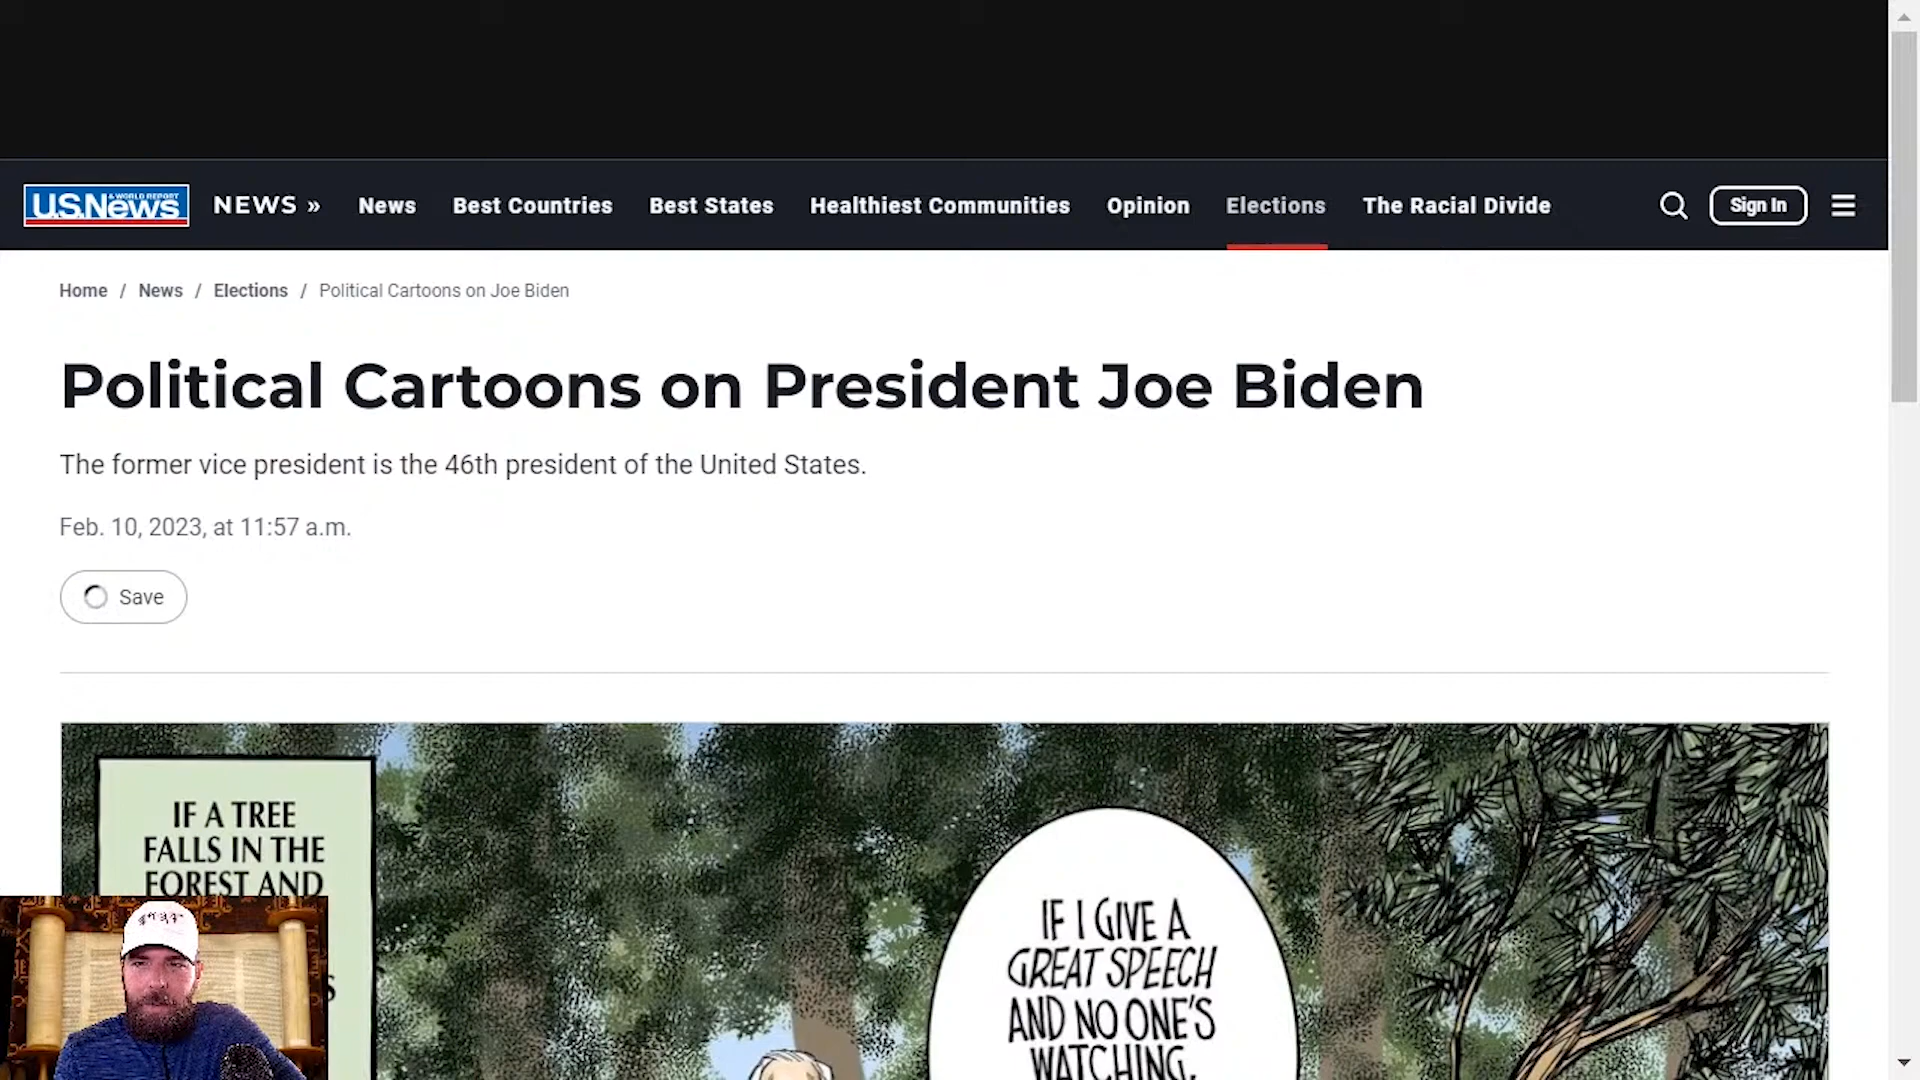 U.S.News
& WORLD REPORT
NEWS »
News
Best Countries
Best States
Healthiest Communities
Opinion
Elections
The Racial Divide
Sign In
Home / News / Elections / Political Cartoons on Joe Biden
Political Cartoons on President Joe Biden
The former vice president is the 46th president of the United States.
Feb. 10, 2023, at 11:57 a.m.
Save
IF A TREE
FALLS IN THE
FOREST AND
IF I GIVE A
GREAT SPEECH
AND NO ONE'S
WATCHING,